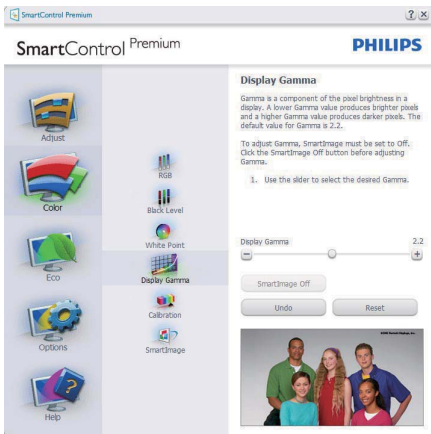 SmartControl Premium
SmartControl Premium
PHILIPS
Adjust
Color
Eco
Options
Help
RGB
Black Level
White Point
Display Gamma
Calibration
SmartImage
Display Gamma
Gamma is a component of the pixel brightness in a
display. A lower Gamma value produces brighter pixels
and a higher Gamma value produces darker pixels. The
default value for Gamma is 2.2.
To adjust Gamma, SmartImage must be set to Off.
Click the SmartImage Off button before adjusting
Gamma.
1. Use the slider to select the desired Gamma.
Display Gamma 2.2
SmartImage Off
Undo Reset